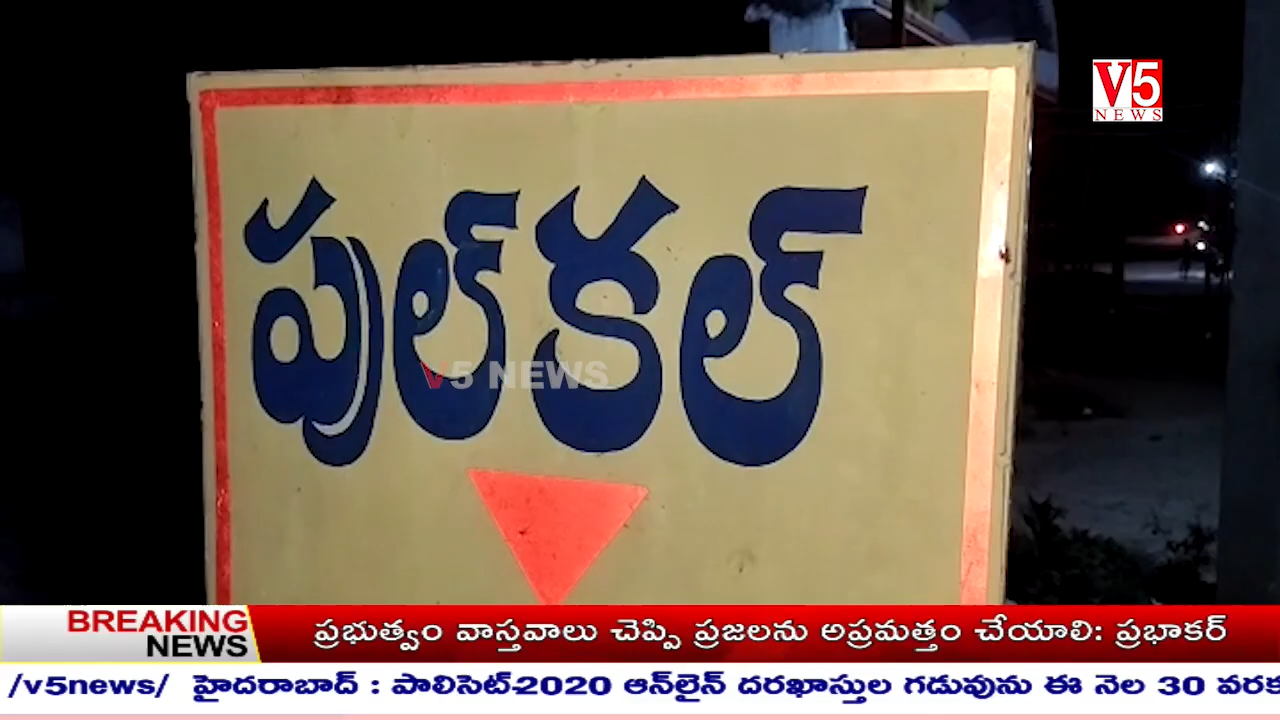 V5
NEWS
పుల్కల్
V5 NEWS
BREAKING
NEWS
ప్రభుత్వం వాస్తవాలు చెప్పి ప్రజలను అప్రమత్తం చేయాలి: ప్రభాకర్
/v5news/ హైదరాబాద్ : పాలిసెట్-2020 ఆన్‌లైన్ దరఖాస్తుల గడువును ఈ నెల 30 వరక